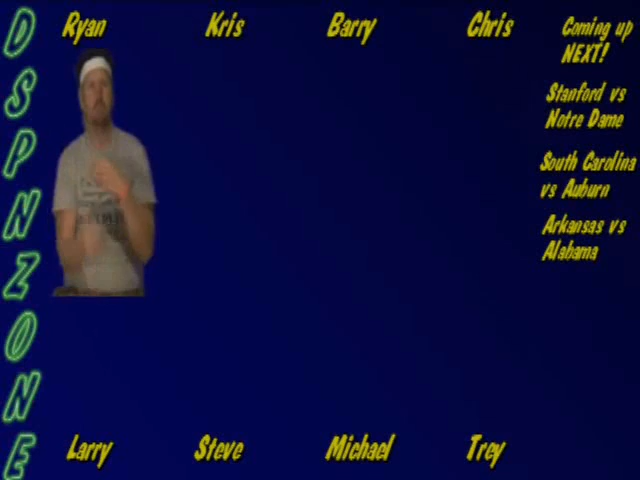 DSPNZONE
Ryan Kris Barry Chris
Coming up
NEXT!
Stanford vs
Notre Dame
South Carolina
vs Auburn
Arkansas vs
Alabama
Larry Steve Michael Trey